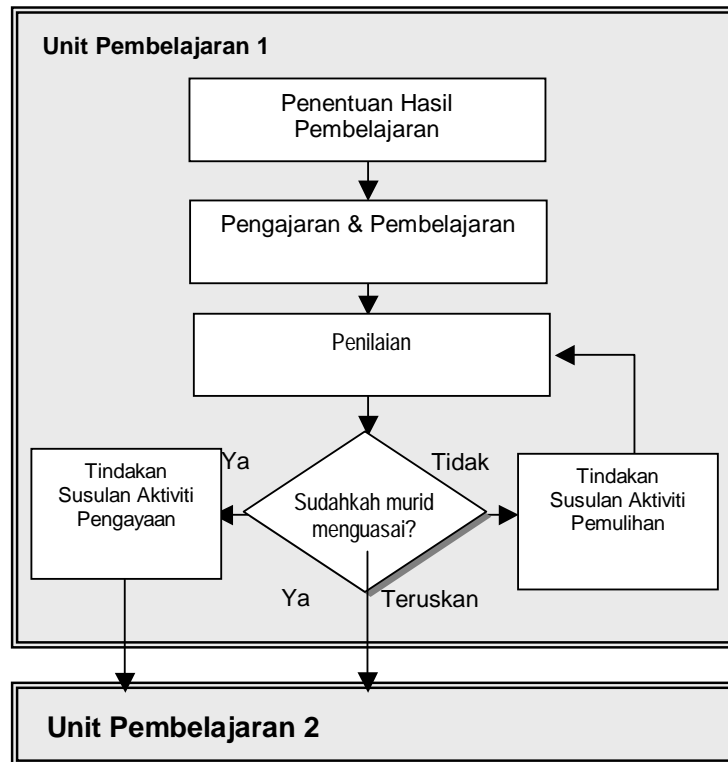 Unit Pembelajaran 1
Penentuan Hasil
Pembelajaran
Pengajaran & Pembelajaran
Penilaian
Ya
Tidak
Tindakan
Susulan Aktiviti
Pengayaan
Sudahkah murid
menguasai?
Tindakan
Susulan Aktiviti
Pemulihan
Ya
Teruskan
Unit Pembelajaran 2